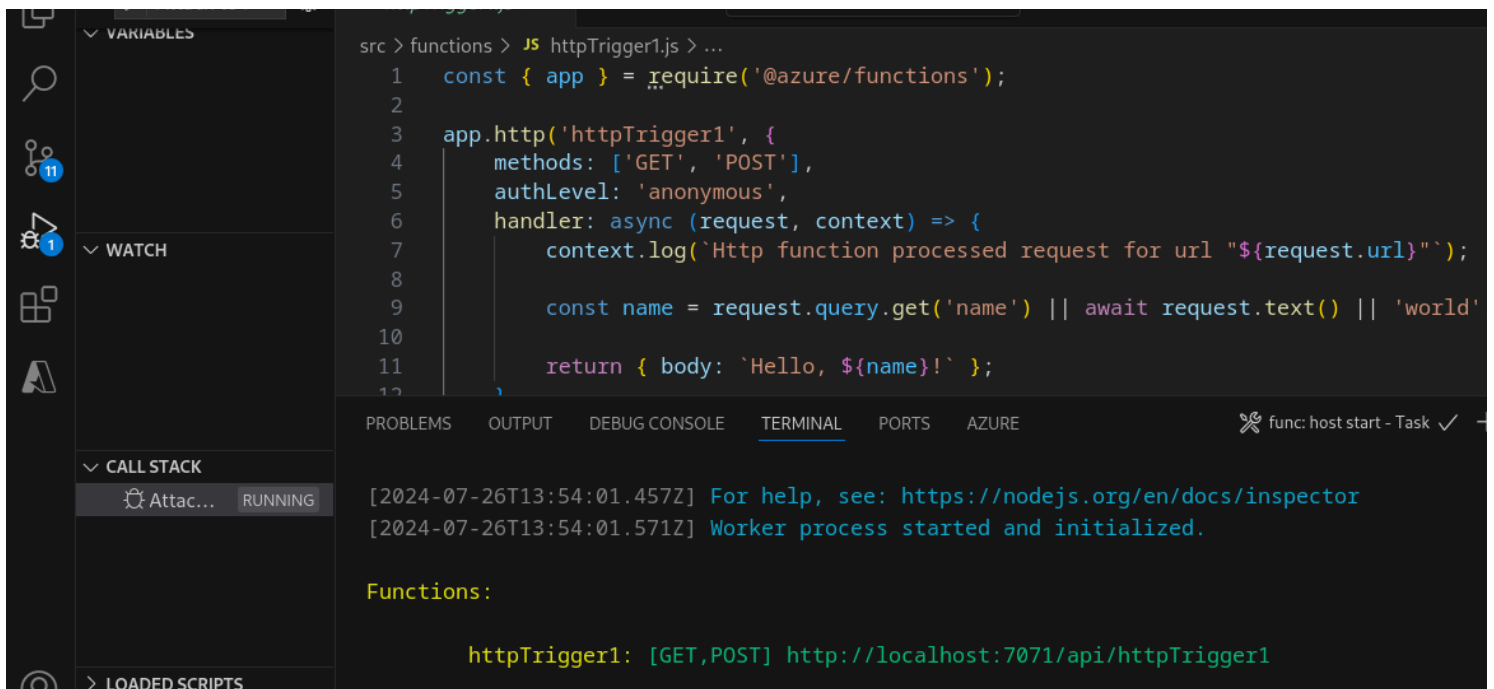 VARIABLES
src > functions > JS httpTrigger1.js > ...
1 const { app } = require('@azure/functions');
2
3 app.http('httpTrigger1', {
4 methods: ['GET', 'POST'],
5 authLevel: 'anonymous',
6 handler: async (request, context) => {
7 context.log(`Http function processed request for url "${request.url}"`);
8
9 const name = request.query.get('name') || await request.text() || 'world'
10
11 return { body: `Hello, ${name}!` };
12 }
11
1
WATCH
PROBLEMS OUTPUT DEBUG CONSOLE TERMINAL PORTS AZURE func: host start - Task
CALL STACK
Attac... RUNNING
[2024-07-26T13:54:01.457Z] For help, see: https://nodejs.org/en/docs/inspector
[2024-07-26T13:54:01.571Z] Worker process started and initialized.
Functions:
httpTrigger1: [GET,POST] http://localhost:7071/api/httpTrigger1
LOADED SCRIPTS